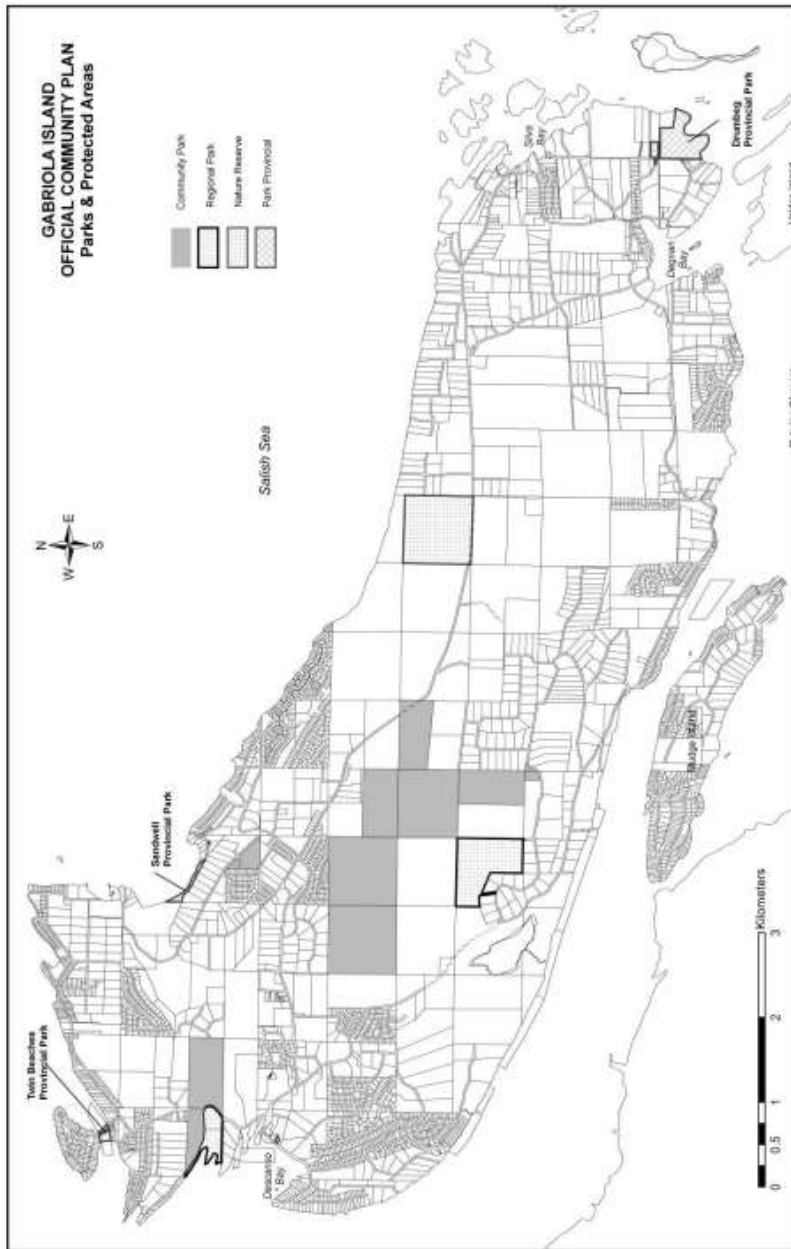 GABRIOLA ISLAND
OFFICIAL COMMUNITY PLAN
Parks & Protected Areas
Community Park
Regional Park
Nature Reserve
Park Provincial
N
W
E
S
Salish Sea
Twin Beaches
Provincial Park
Sandwell
Provincial Park
Descanso
Bay
Silva
Bay
Degnan
Bay
Drumbeg
Provincial Park
Mudge Island
0
0.5
1
2
3
Kilometers